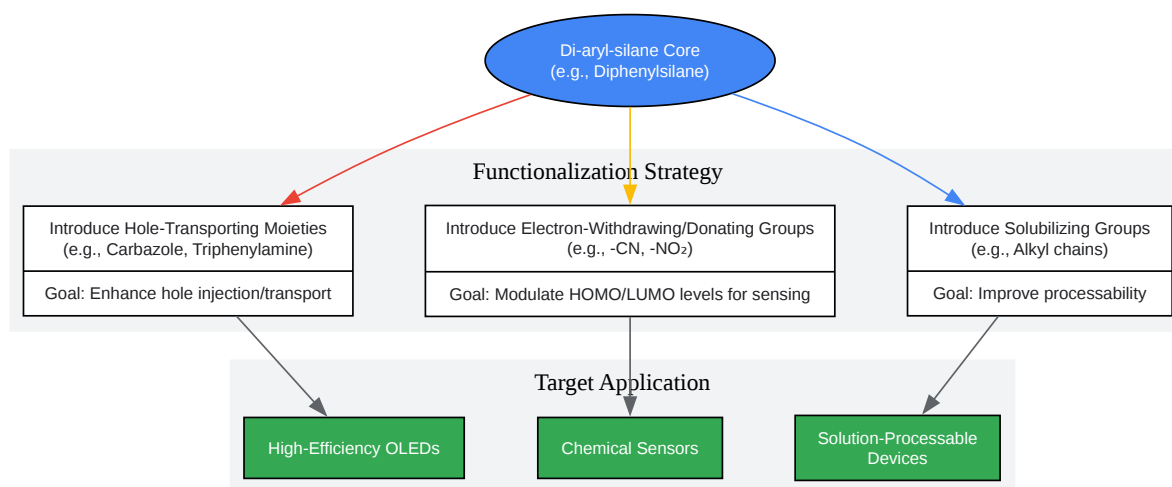 Di-aryl-silane Core
(e.g., Diphenylsilane)
Functionalization Strategy
Introduce Hole-Transporting Moieties
(e.g., Carbazole, Triphenylamine)
Goal: Enhance hole injection/transport
Introduce Electron-Withdrawing/Donating Groups
(e.g., -CN, -NO₂)
Goal: Modulate HOMO/LUMO levels for sensing
Introduce Solubilizing Groups
(e.g., Alkyl chains)
Goal: Improve processability
Target Application
High-Efficiency OLEDs
Chemical Sensors
Solution-Processable
Devices